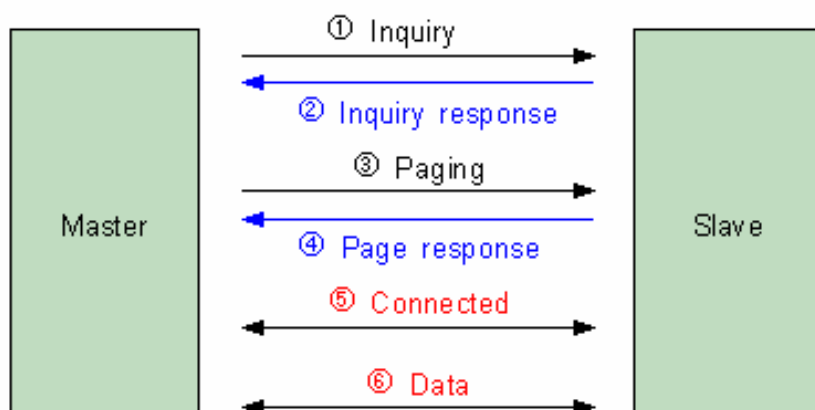 ① Inquiry
② Inquiry response
③ Paging
Master
Slave
④ Page response
⑤ Connected
⑥ Data